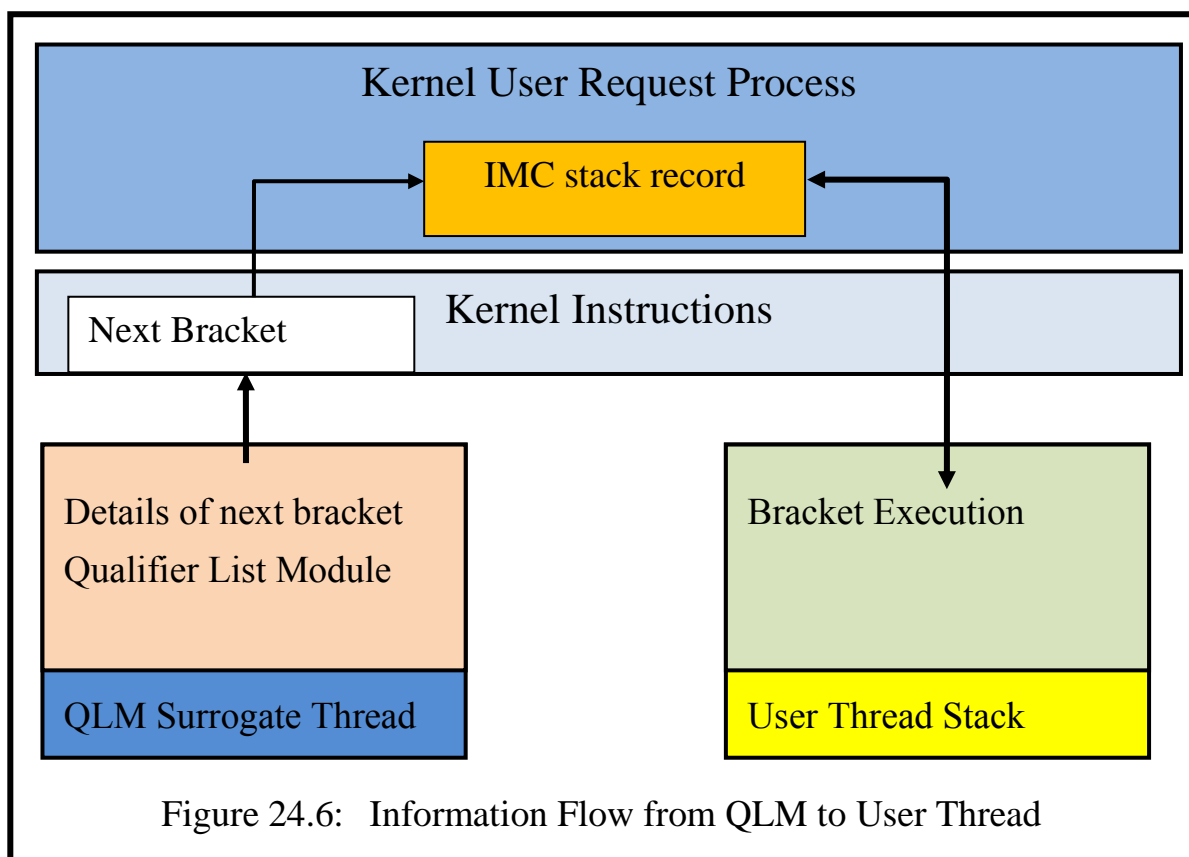 Kernel User Request Process
IMC stack record
Kernel Instructions
Next Bracket
Details of next bracket
Qualifier List Module
QLM Surrogate Thread
Bracket Execution
User Thread Stack
Figure 24.6: Information Flow from QLM to User Thread